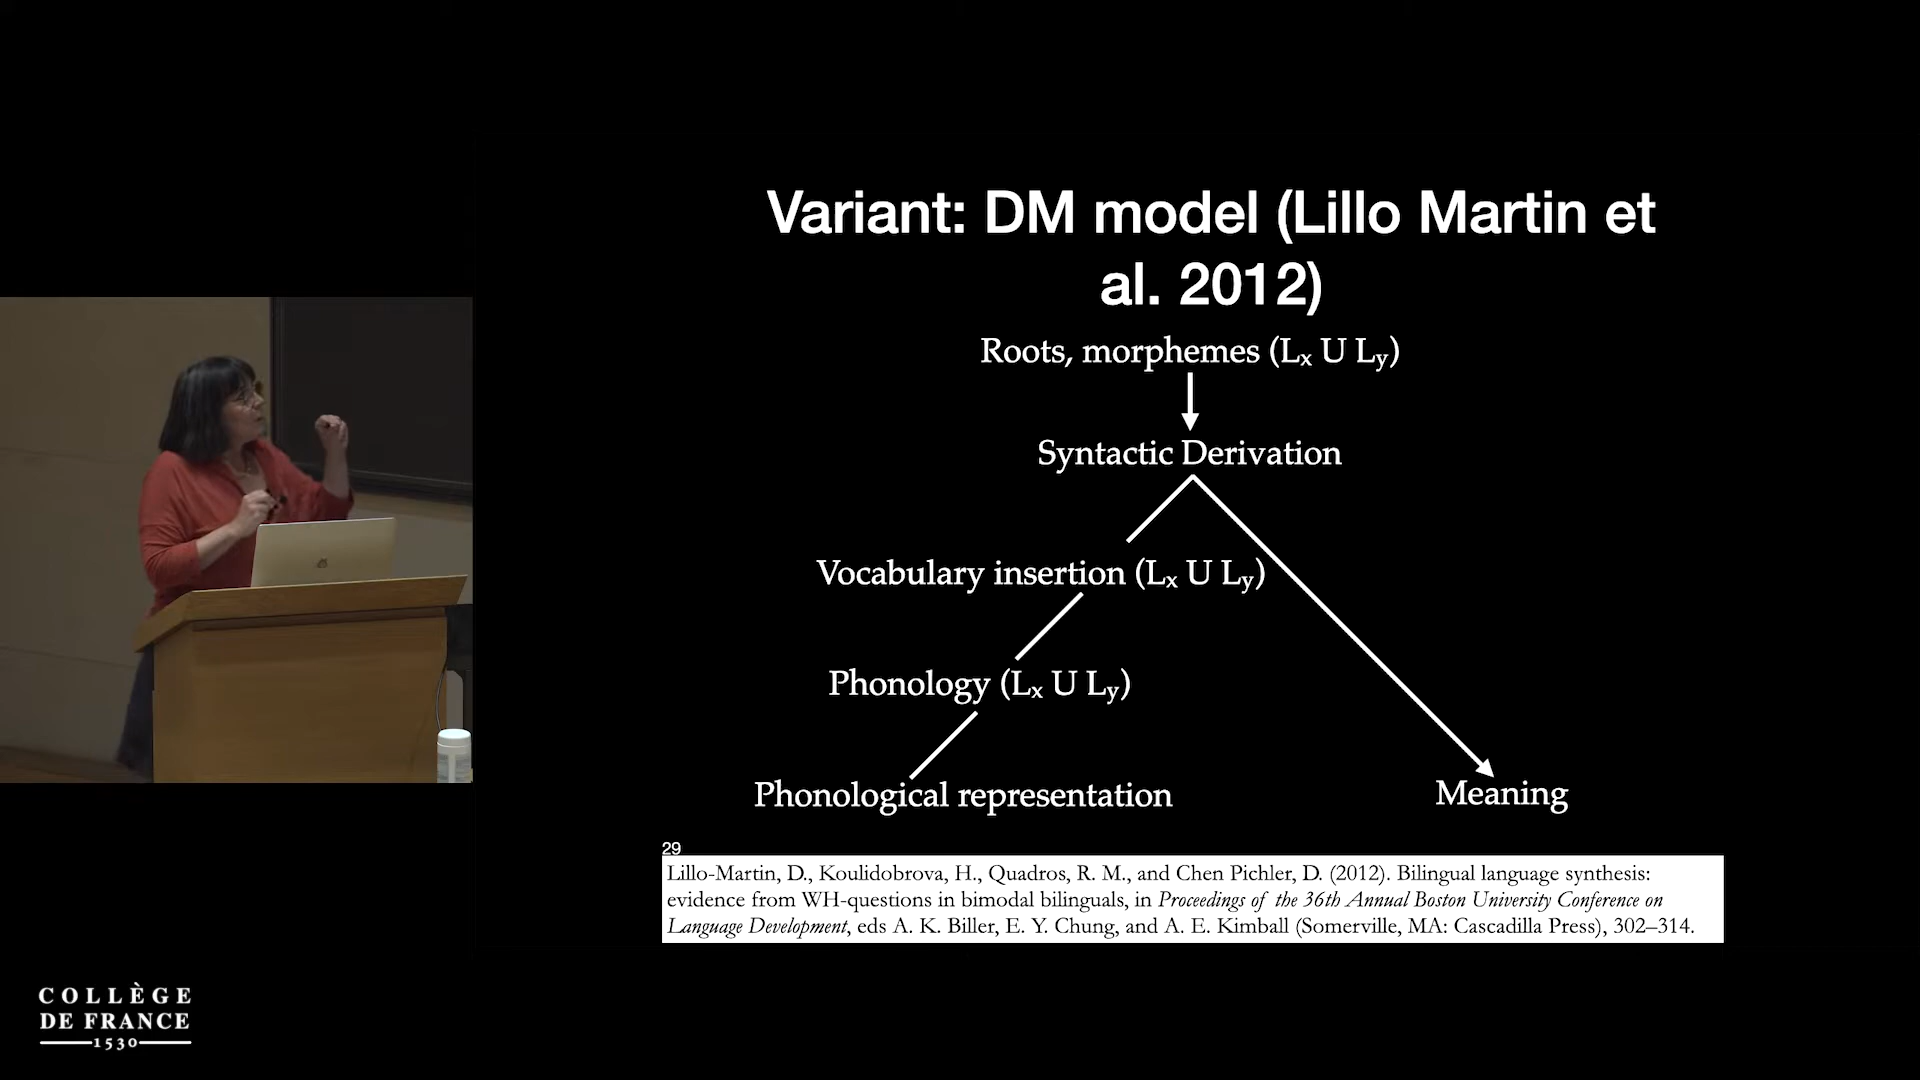 Variant: DM model (Lillo Martin et
al. 2012)
Roots, morphemes (Lx U Ly)
Syntactic Derivation
Vocabulary insertion (Lx U Ly)
Phonology (Lx U Ly)
Phonological representation
Meaning
29
Lillo-Martin, D., Koulidobrova, H., Quadros, R. M., and Chen Pichler, D. (2012). Bilingual language synthesis:
evidence from WH-questions in bimodal bilinguals, in Proceedings of the 36th Annual Boston University Conference on
Language Development, eds A. K. Biller, E. Y. Chung, and A. E. Kimball (Somerville, MA: Cascadilla Press), 302–314.
COLLÈGE
DE FRANCE
1530